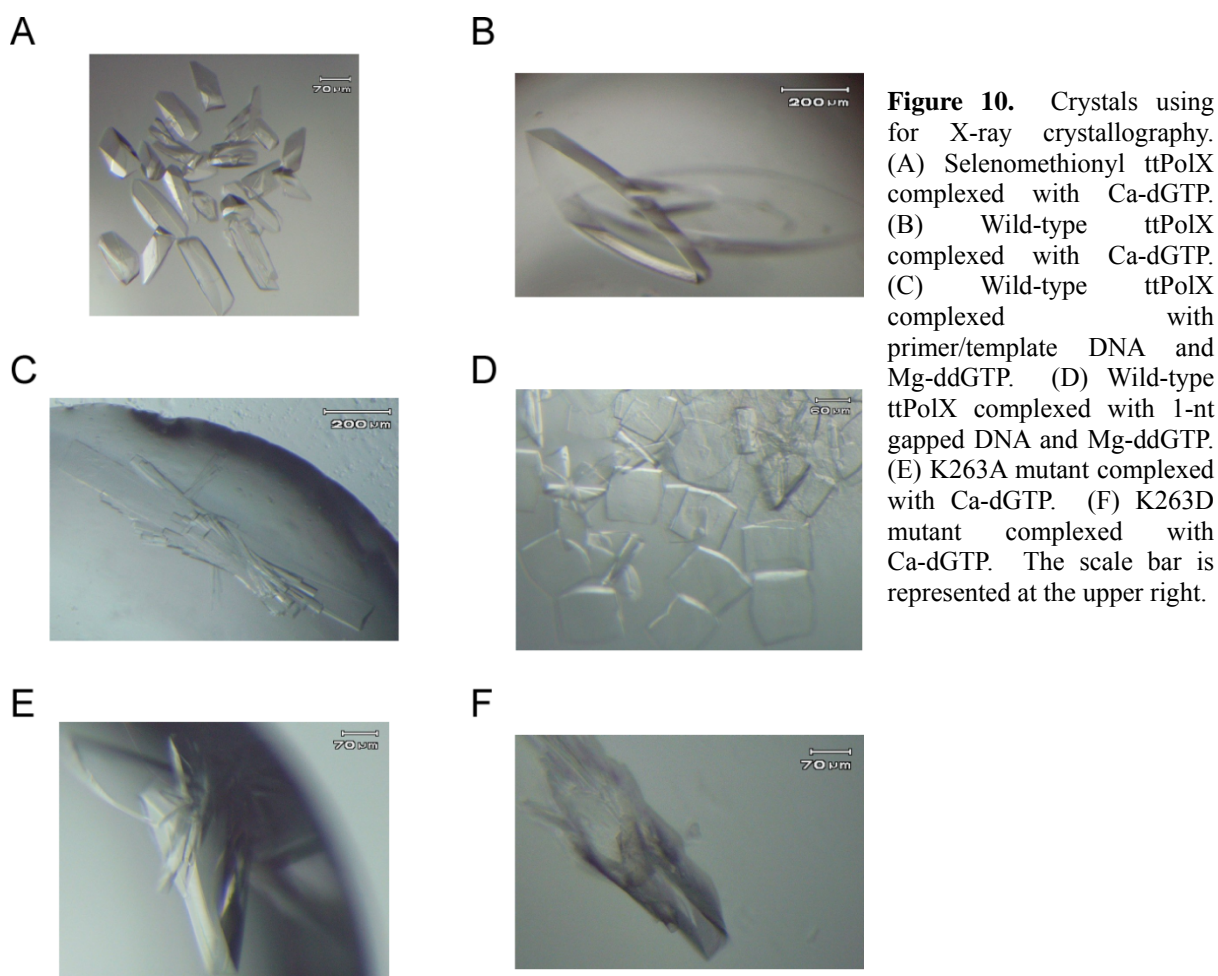 A
70 μm
B
200 μm
Figure 10. Crystals using
for X-ray crystallography.
(A) Selenomethionyl ttPolX
complexed with Ca-dGTP.
(B) Wild-type ttPolX
complexed with Ca-dGTP.
(C) Wild-type ttPolX
complexed with
primer/template DNA and
Mg-ddGTP. (D) Wild-type
ttPolX complexed with 1-nt
gapped DNA and Mg-ddGTP.
(E) K263A mutant complexed
with Ca-dGTP. (F) K263D
mutant complexed with
Ca-dGTP. The scale bar is
represented at the upper right.
C
200 μm
D
60 μm
E
70 μm
F
70 μm